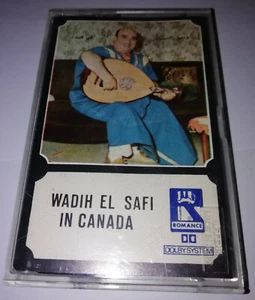 WADIH EL SAFI
IN CANADA
ROMANCE
DOLBY SYSTEM